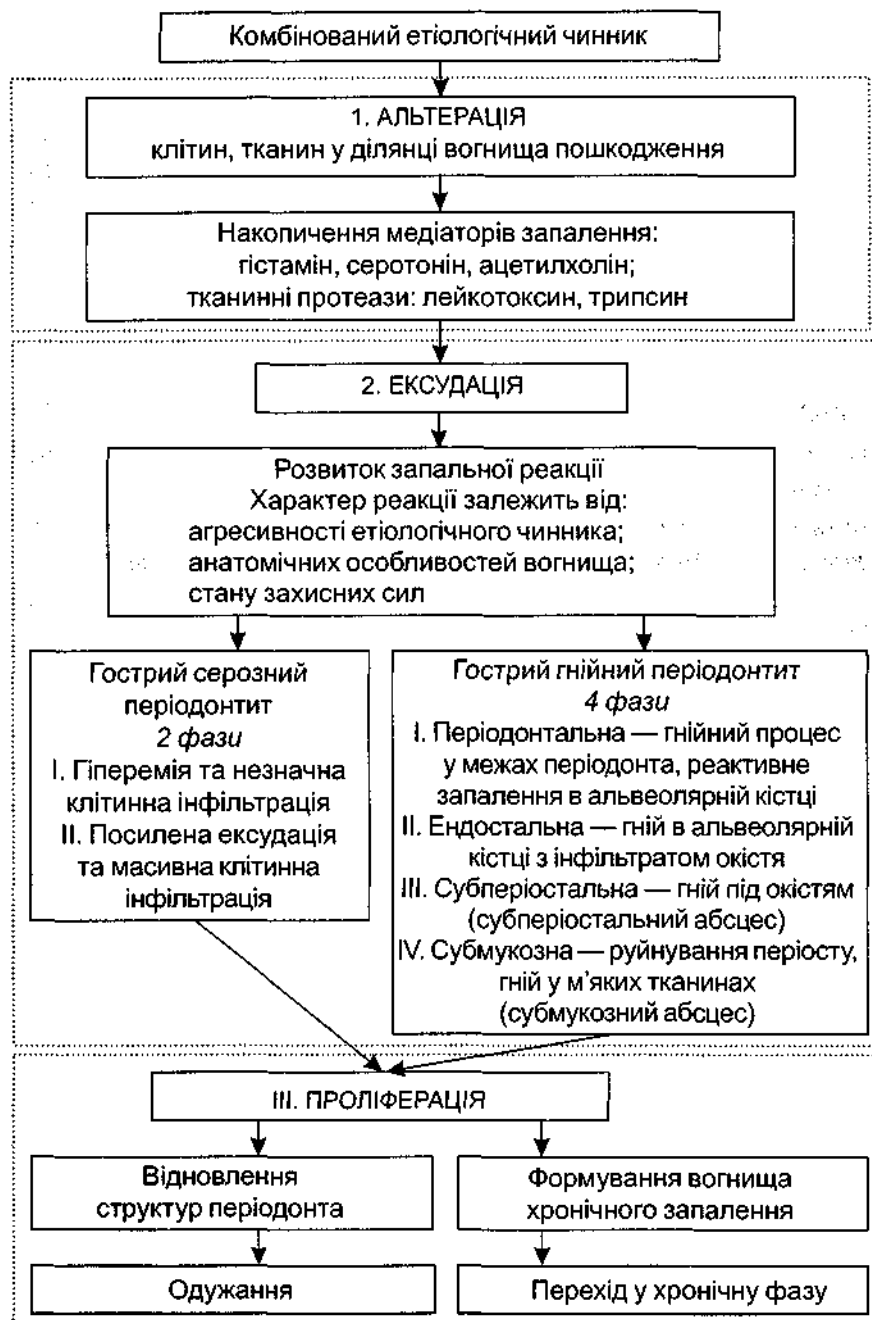 Комбінований етіологічний чинник
1. АЛЬТЕРАЦІЯ
клітин, тканин у ділянці вогнища пошкодження
Накопичення медіаторів запалення:
гістамін, серотонін, ацетилхолін;
тканинні протеази: лейкотоксин, трипсин
2. ЕКСУДАЦІЯ
Розвиток запальної реакції
Характер реакції залежить від:
агресивності етіологічного чинника;
анатомічних особливостей вогнища;
стану захисних сил
Гострий серозний
періодонтит
2 фази
I. Гіперемія та незначна
клітинна інфільтрація
II. Посилена ексудація
та масивна клітинна
інфільтрація
Гострий гнійний періодонтит
4 фази
I. Періодонтальна — гнійний процес
у межах періодонта, реактивне
запалення в альвеолярній кістці
II. Ендостальна — гній в альвеолярній
кістці з інфільтратом окістя
III. Субперіостальна — гній під окістям
(субперіостальний абсцес)
IV. Субмукозна — руйнування періосту,
гній у м’яких тканинах
(субмукозний абсцес)
III. ПРОЛІФЕРАЦІЯ
Відновлення
структур періодонта
Формування вогнища
хронічного запалення
Одужання
Перехід у хронічну фазу